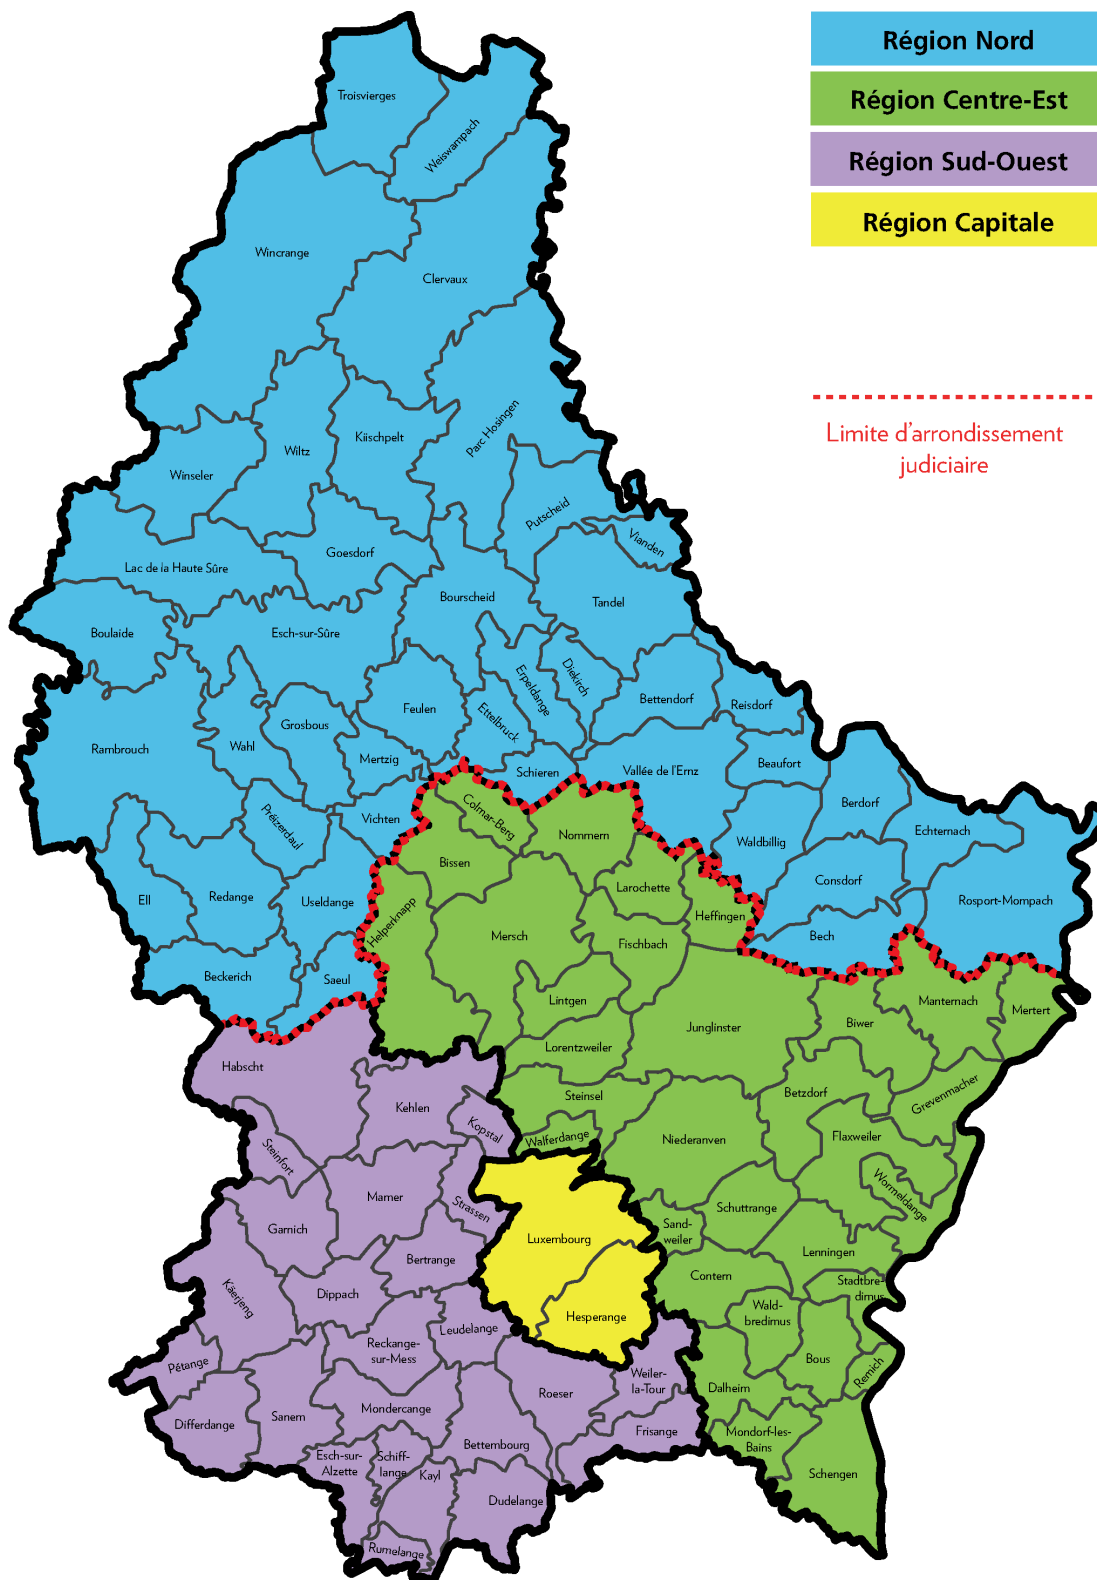 Région Nord
Région Centre-Est
Région Sud-Ouest
Région Capitale
Limite d'arrondissement
judiciaire
Troisvierges
Weiswampach
Wincrange
Clervaux
Parc Hosingen
Kiischpelt
Wiltz
Winseler
Putscheid
Vianden
Goesdorf
Lac de la Haute Sûre
Bourscheid
Tandel
Boulaide
Esch-sur-Sûre
Diekirch
Erpeldange
Bettendorf
Reisdorf
Feulen
Ettelbruck
Grosbous
Wahl
Rambrouch
Mertzig
Schieren
Vallée de l'Ernz
Beaufort
Berdorf
Echternach
Vichten
Préizerdaul
Colmar-Berg
Nommern
Waldbillig
Bissen
Larochette
Consdorf
Ell
Redange
Useldange
Helperknapp
Heffingen
Rosport-Mompach
Mersch
Fischbach
Bech
Beckerich
Saeul
Lintgen
Manternach
Mertert
Junglinster
Biwer
Lorentzweiler
Habscht
Kehlen
Steinsel
Betzdorf
Grevenmacher
Kopstal
Walferdange
Niederanven
Flaxweiler
Steinfort
Mamer
Strassen
Wormeldange
Schuttrange
Garnich
Sand-
weiler
Luxembourg
Lenningen
Bertrange
Contern
Stadtbre-
dimus
Käerjeng
Dippach
Hesperange
Wald-
bredimus
Leudelange
Reckange-
sur-Mess
Bous
Remich
Pétange
Weiler-
la-Tour
Dalheim
Roeser
Mondercange
Sanem
Differdange
Frisange
Mondorf-les-
Bains
Bettembourg
Esch-sur-
Alzette
Schiff-
lange
Kayl
Schengen
Dudelange
Rumelange